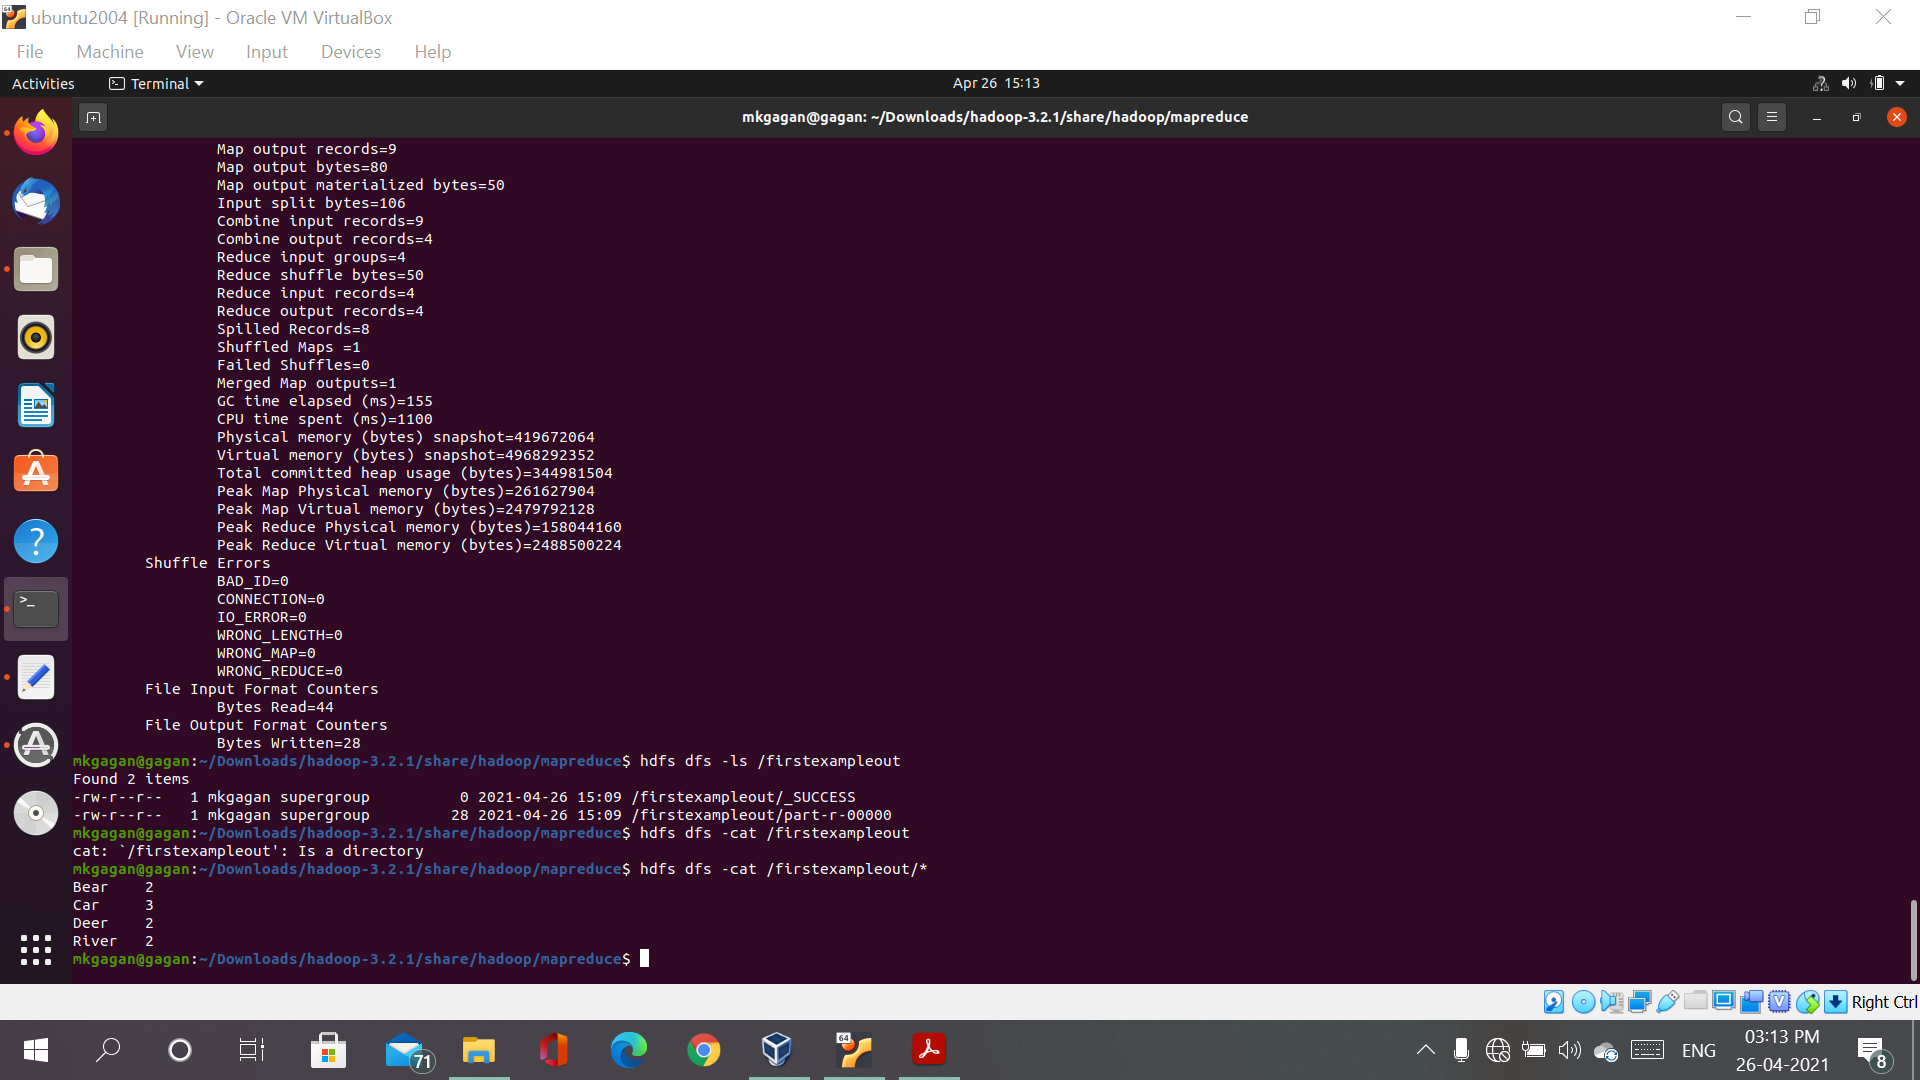 ubuntu2004 [Running] - Oracle VM VirtualBox
File Machine View Input Devices Help
Activities Terminal Apr 26 15:13
mkgagan@gagan: ~/Downloads/hadoop-3.2.1/share/hadoop/mapreduce
Map output records=9
Map output bytes=80
Map output materialized bytes=50
Input split bytes=106
Combine input records=9
Combine output records=4
Reduce input groups=4
Reduce shuffle bytes=50
Reduce input records=4
Reduce output records=4
Spilled Records=8
Shuffled Maps =1
Failed Shuffles=0
Merged Map outputs=1
GC time elapsed (ms)=155
CPU time spent (ms)=1100
Physical memory (bytes) snapshot=419672064
Virtual memory (bytes) snapshot=4968292352
Total committed heap usage (bytes)=344981504
Peak Map Physical memory (bytes)=261627904
Peak Map Virtual memory (bytes)=2479792128
Peak Reduce Physical memory (bytes)=158044160
Peak Reduce Virtual memory (bytes)=2488500224
Shuffle Errors
BAD_ID=0
CONNECTION=0
IO_ERROR=0
WRONG_LENGTH=0
WRONG_MAP=0
WRONG_REDUCE=0
File Input Format Counters
Bytes Read=44
File Output Format Counters
Bytes Written=28
mkgagan@gagan:~/Downloads/hadoop-3.2.1/share/hadoop/mapreduce$ hdfs dfs -ls /firstexampleout
Found 2 items
-rw-r--r-- 1 mkgagan supergroup 0 2021-04-26 15:09 /firstexampleout/_SUCCESS
-rw-r--r-- 1 mkgagan supergroup 28 2021-04-26 15:09 /firstexampleout/part-r-00000
mkgagan@gagan:~/Downloads/hadoop-3.2.1/share/hadoop/mapreduce$ hdfs dfs -cat /firstexampleout
cat: `/firstexampleout': Is a directory
mkgagan@gagan:~/Downloads/hadoop-3.2.1/share/hadoop/mapreduce$ hdfs dfs -cat /firstexampleout/*
Bear 2
Car 3
Deer 2
River 2
mkgagan@gagan:~/Downloads/hadoop-3.2.1/share/hadoop/mapreduce$
Right Ctrl
71
64
ENG
03:13 PM
26-04-2021
8